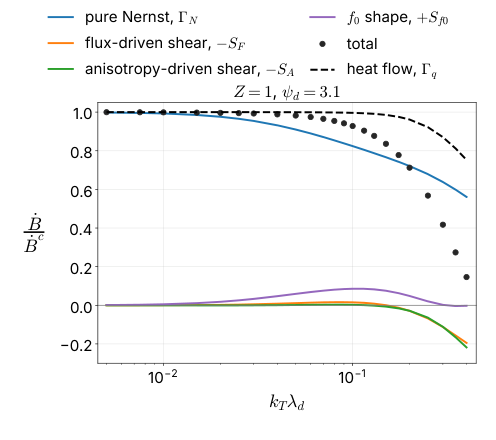 pure Nernst, Γ_N
flux-driven shear, −S_F
anisotropy-driven shear, −S_A
f_0 shape, +S_{f0}
total
heat flow, Γ_q
Z = 1, ψ_d = 3.1
1.0
0.8
0.6
0.4
0.2
0.0
−0.2
Ḃ
Ḃ^c
10^{−2}
10^{−1}
k_T λ_d